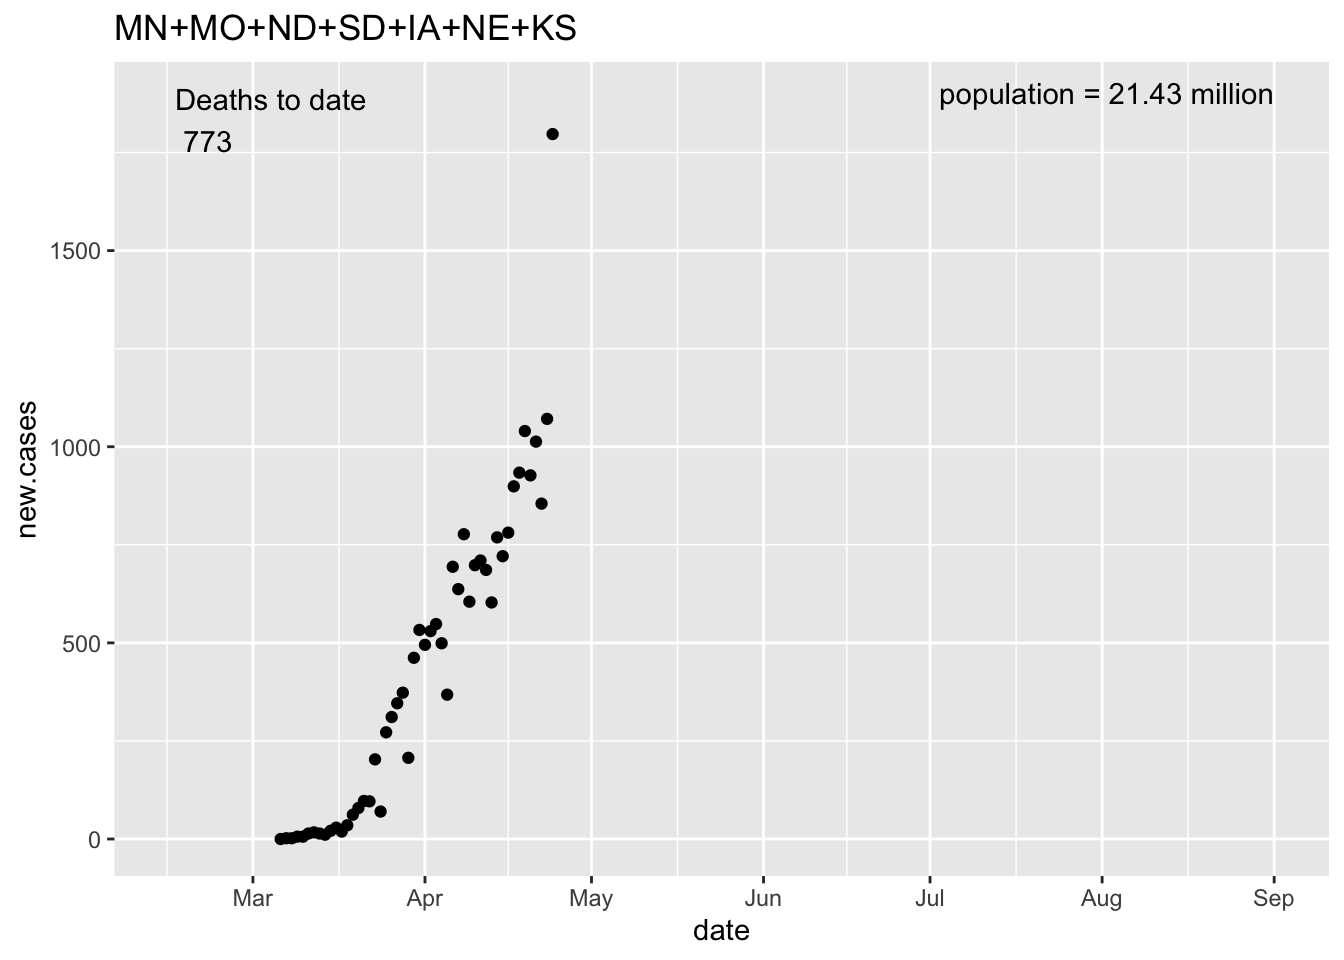 MN+MO+ND+SD+IA+NE+KS
Deaths to date
773
population = 21.43 million
1500
1000
500
0
new.cases
Mar Apr May Jun Jul Aug Sep
date